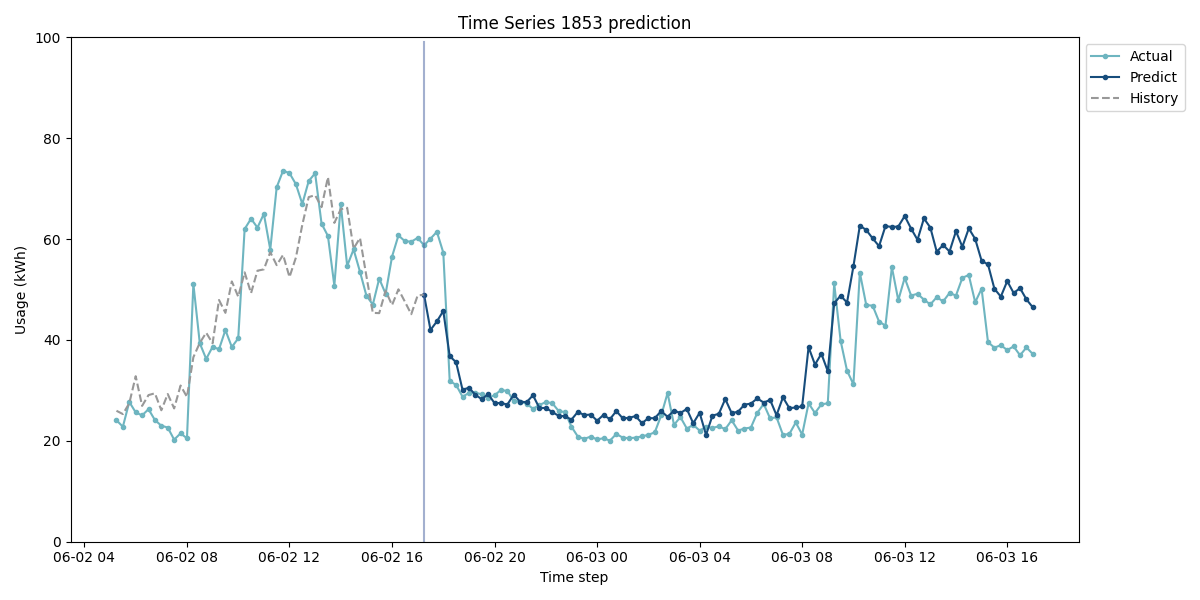 Time Series 1853 prediction
100
80
60
40
20
0
Usage (kWh)
06-02 04
06-02 08
06-02 12
06-02 16
06-02 20
06-03 00
06-03 04
06-03 08
06-03 12
06-03 16
Time step
Actual
Predict
History